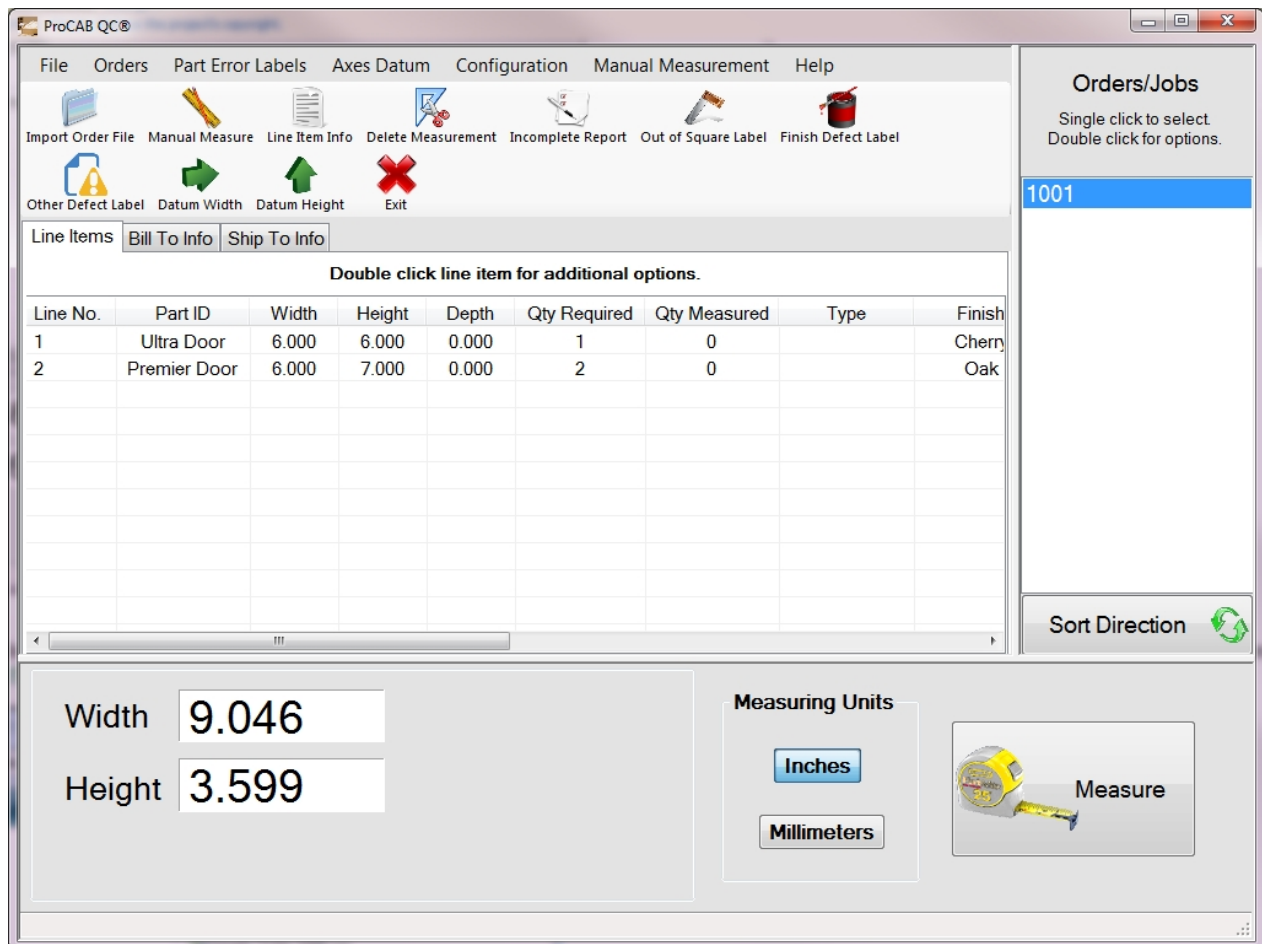 ProCAB QC®
File Orders Part Error Labels Axes Datum Configuration Manual Measurement Help
Import Order File Manual Measure Line Item Info Delete Measurement Incomplete Report Out of Square Label Finish Defect Label
Other Defect Label Datum Width Datum Height Exit
Line Items Bill To Info Ship To Info
Double click line item for additional options.
Line No. Part ID Width Height Depth Qty Required Qty Measured Type Finish
1 Ultra Door 6.000 6.000 0.000 1 0 Cherry
2 Premier Door 6.000 7.000 0.000 2 0 Oak
Orders/Jobs
Single click to select.
Double click for options.
1001
Sort Direction
Width 9.046
Height 3.599
Measuring Units
Inches
Millimeters
Measure